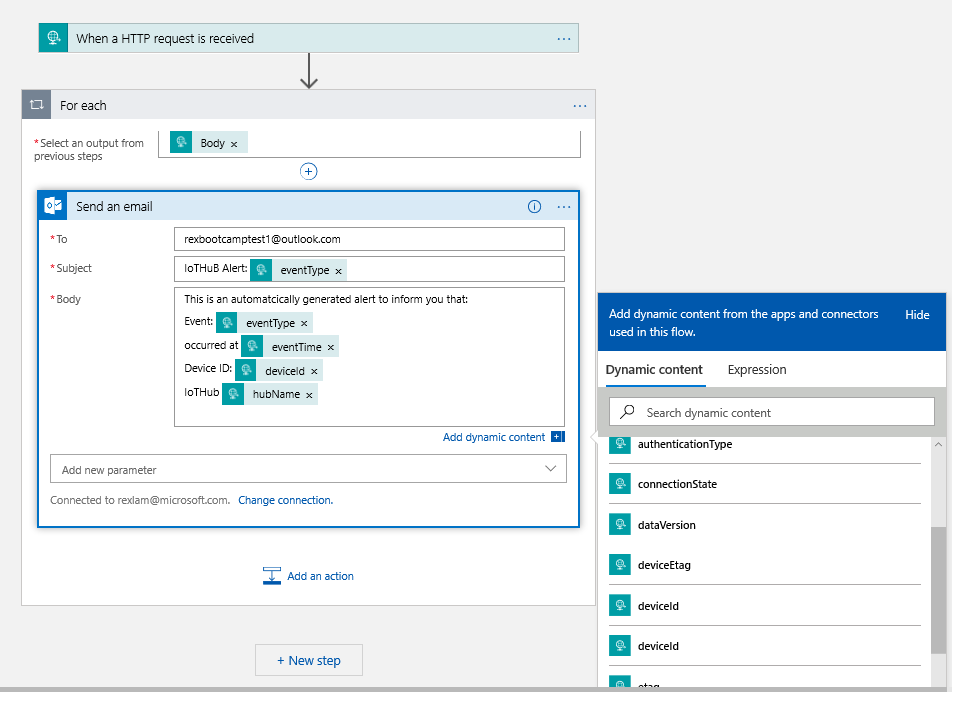 When a HTTP request is received
For each
*Select an output from
previous steps
Body ×
Send an email
*To
rexbootcamptest1@outlook.com
*Subject
IoTHuB Alert: eventType ×
*Body
This is an automatcically generated alert to inform you that:
Event: eventType ×
occurred at eventTime ×
Device ID: deviceId ×
IoTHub hubName ×
Add dynamic content
Add new parameter
Connected to rexlam@microsoft.com. Change connection.
Add an action
+ New step
Add dynamic content from the apps and connectors
used in this flow.
Hide
Dynamic content
Expression
Search dynamic content
authenticationType
connectionState
dataVersion
deviceEtag
deviceId
deviceId
etag